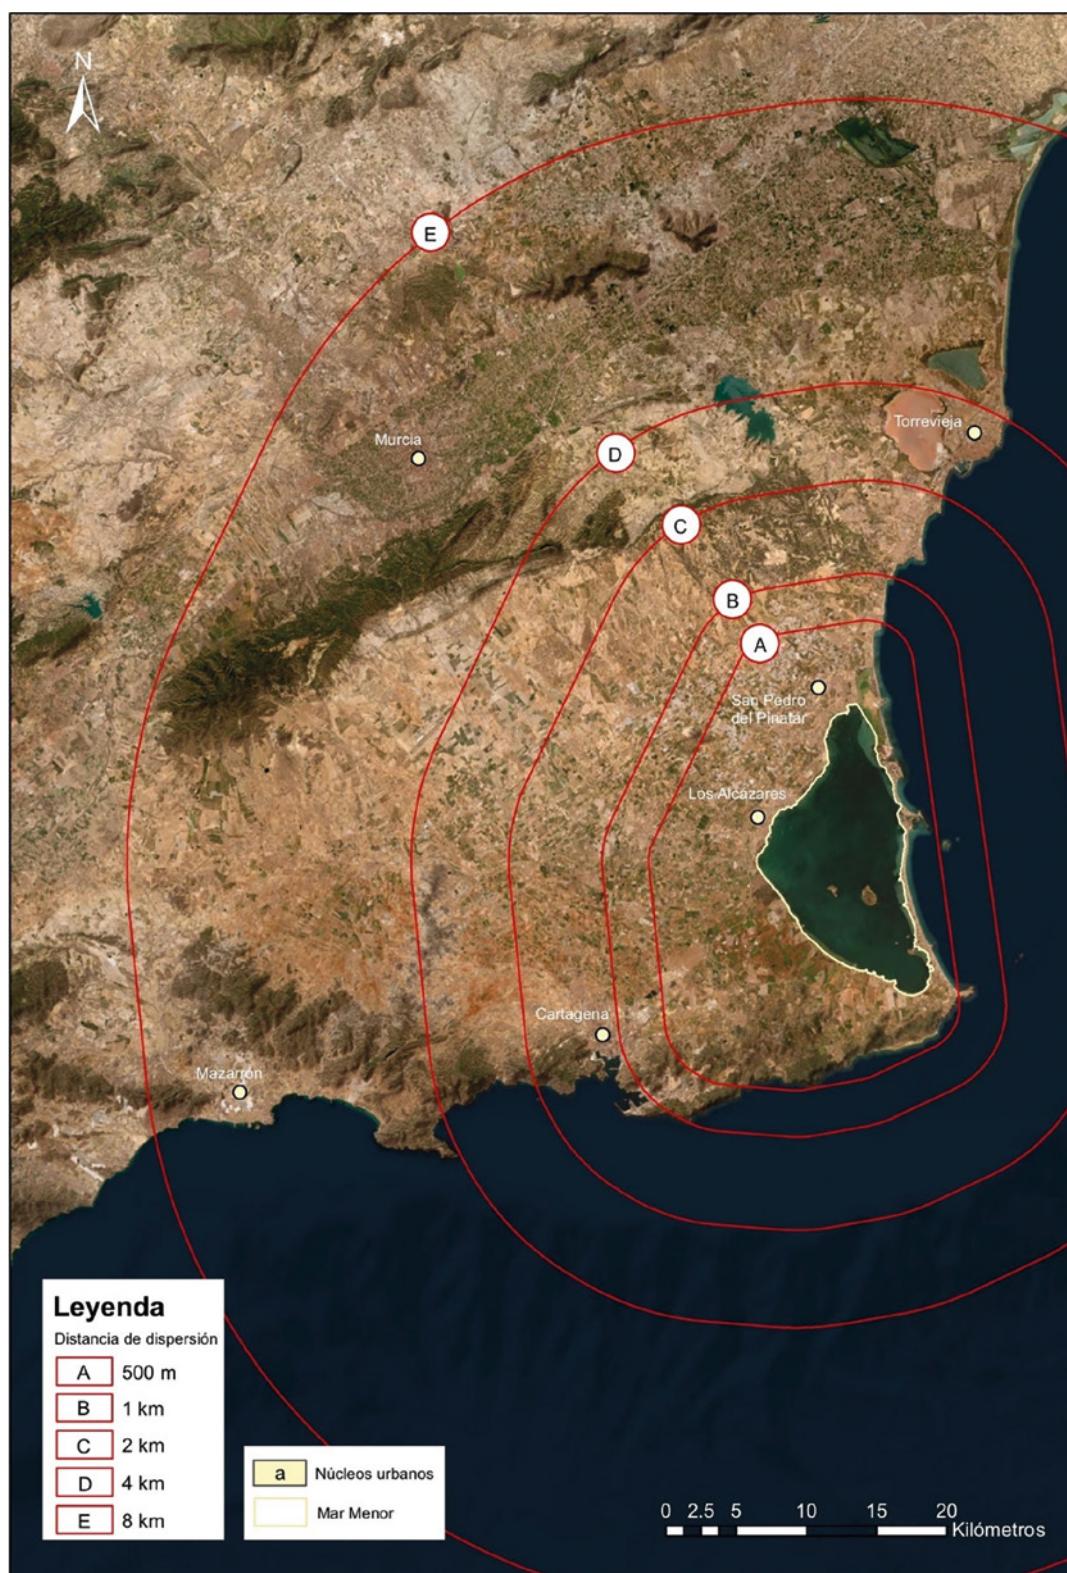 N
E
Murcia
D
Torrevieja
C
B
A
San Pedro
del Pinatar
Los Alcázares
Cartagena
Mazarrón
Leyenda
Distancia de dispersión
A 500 m
B 1 km
C 2 km
D 4 km
E 8 km
a Núcleos urbanos
Mar Menor
0 2.5 5 10 15 20
Kilómetros